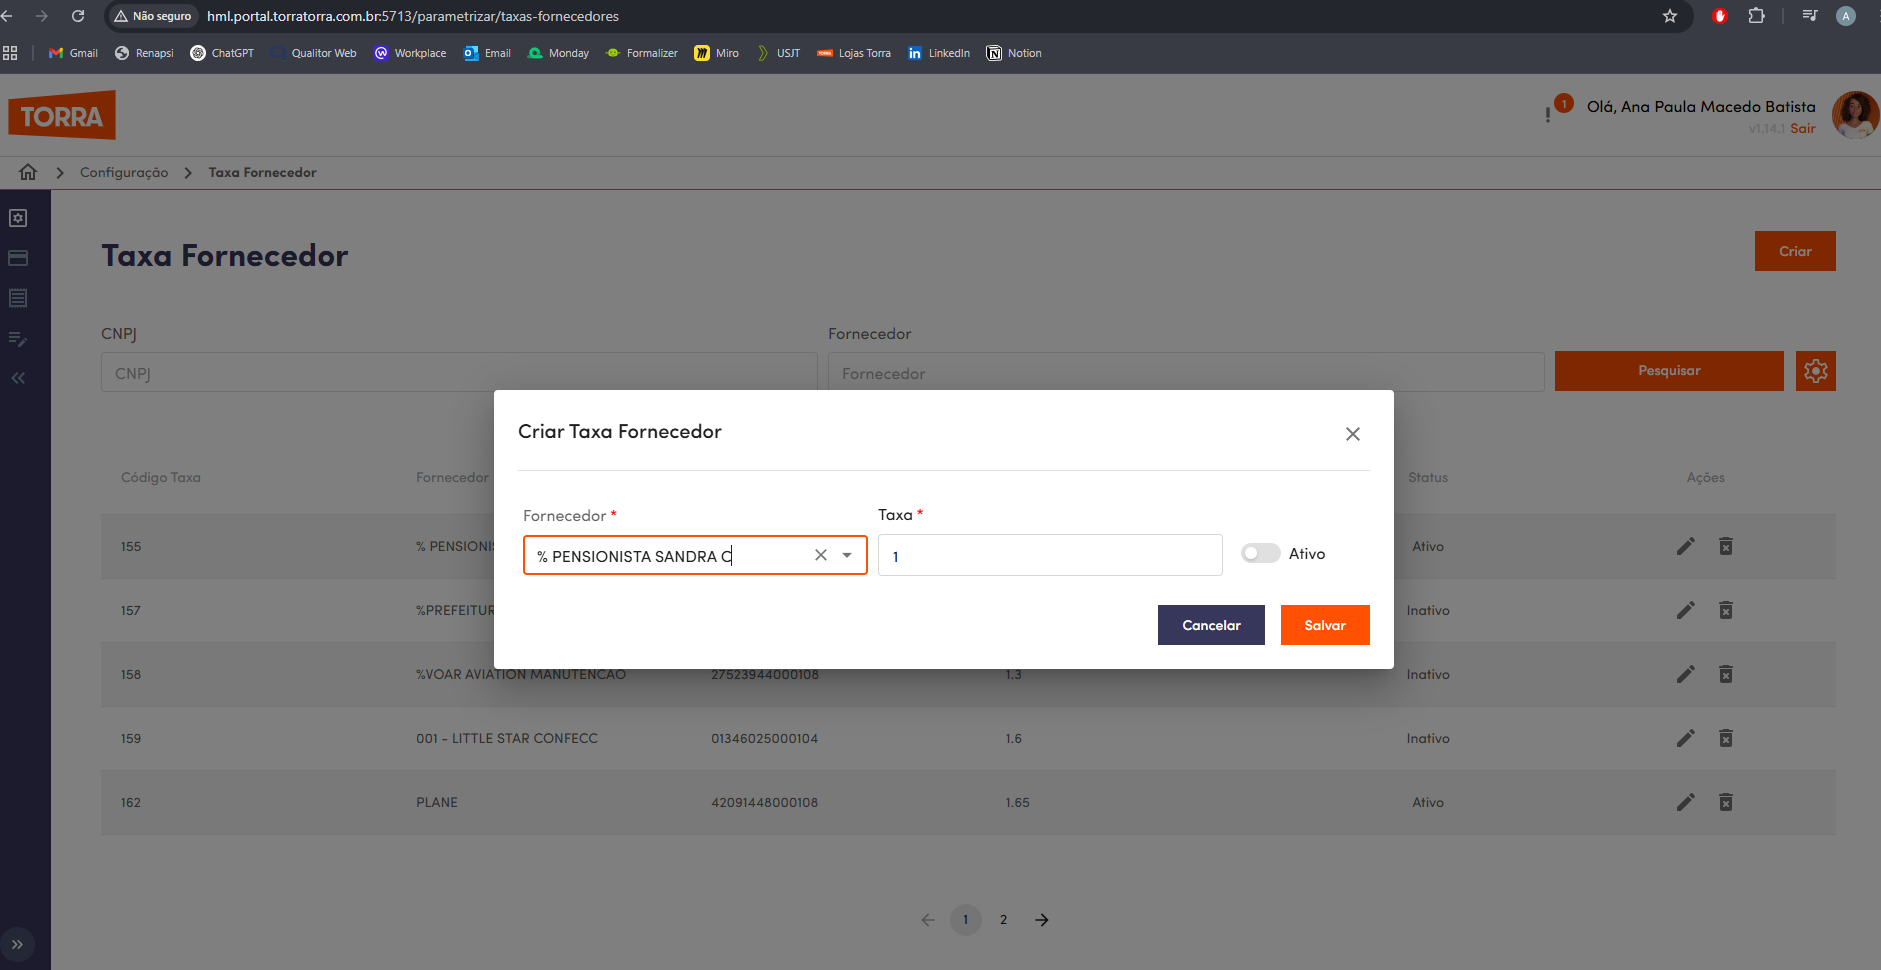 Não seguro hml.portal.torratorra.com.br:5713/parametrizar/taxas-fornecedores A
Gmail Renapsi ChatGPT Qualitor Web Workplace Email Monday Formalizer Miro USJT Lojas Torra LinkedIn Notion
TORRA
1 Olá, Ana Paula Macedo Batista
v1.14.1 Sair
Configuração Taxa Fornecedor
Taxa Fornecedor Criar
CNPJ Fornecedor
CNPJ Fornecedor Pesquisar
Criar Taxa Fornecedor
Código Taxa Fornecedor Status Ações
Fornecedor * Taxa *
155 % PENSIONIS Ativo
% PENSIONISTA SANDRA C 1 Ativo
157 %PREFEITUR Inativo
Cancelar Salvar
158 %VOAR AVIATION MANUTENCAO 27523944000108 1.3 Inativo
159 001 - LITTLE STAR CONFECC 01346025000104 1.6 Inativo
162 PLANE 42091448000108 1.65 Ativo
1 2